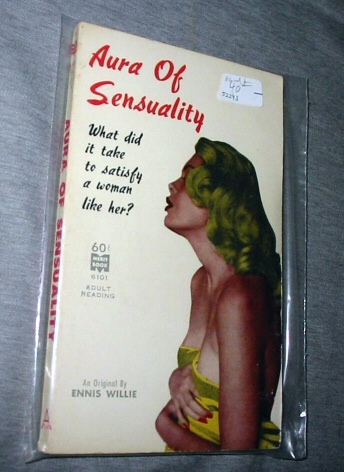 Aura Of
Sensuality
What did
it take
to satisfy
a woman
like her?
60¢
MERIT
BOOK
M
6101
ADULT
READING
An Original By
ENNIS WILLIE
AURA OF SENSUALITY